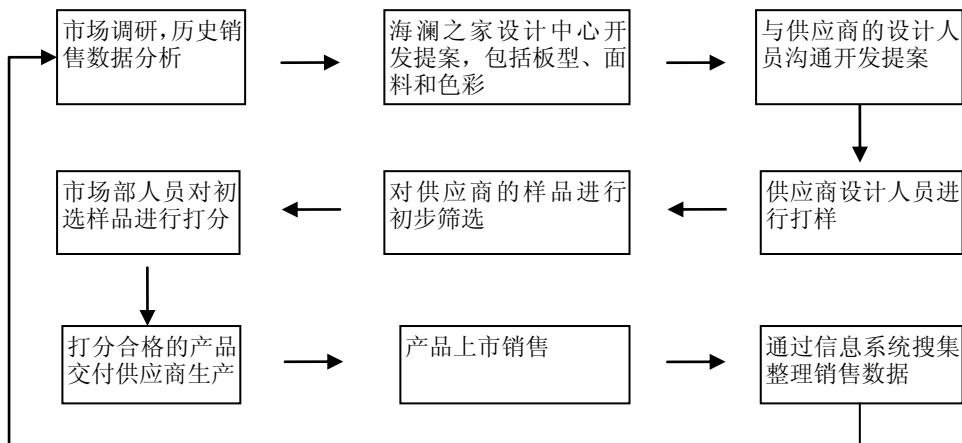 市场调研，历史销
售数据分析
海澜之家设计中心开
发提案，包括板型、面
料和色彩
与供应商的设计人
员沟通开发提案
供应商设计人员进
行打样
对供应商的样品进行
初步筛选
市场部人员对初
选样品进行打分
打分合格的产品
交付供应商生产
产品上市销售
通过信息系统搜集
整理销售数据